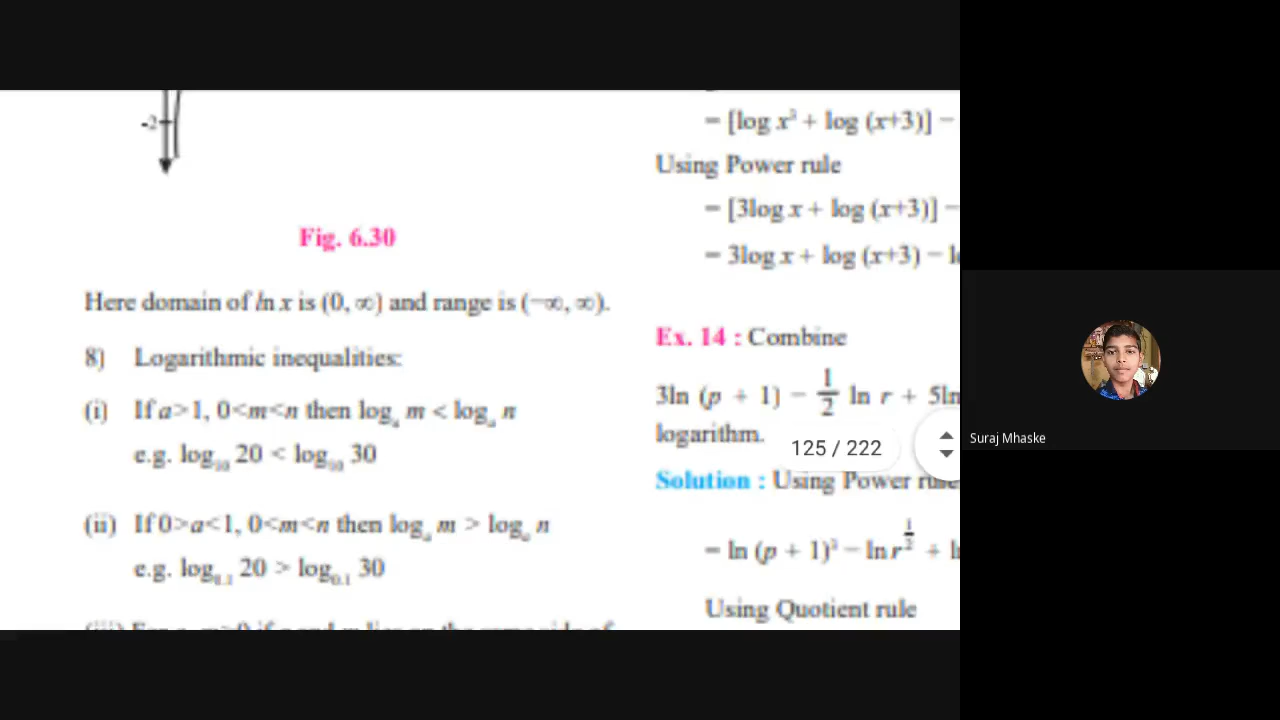 -2
Fig. 6.30
Here domain of ln x is (0, ∞) and range is (−∞, ∞).
8) Logarithmic inequalities:
(i) If a>1, 0<m<n then logₐ m < logₐ n
e.g. log₁₀ 20 < log₁₀ 30
(ii) If 0>a<1, 0<m<n then logₐ m > logₐ n
e.g. log₀.₁ 20 > log₀.₁ 30
= [log x³ + log (x+3)] −
Using Power rule
= [3log x + log (x+3)] −
= 3log x + log (x+3) −
Ex. 14 : Combine
3ln (p + 1) − 1/2 ln r + 5ln
logarithm.
Solution : Using Power rule
= ln (p + 1)³ − ln r^(1/2) +
Using Quotient rule
125 / 222
Suraj Mhaske